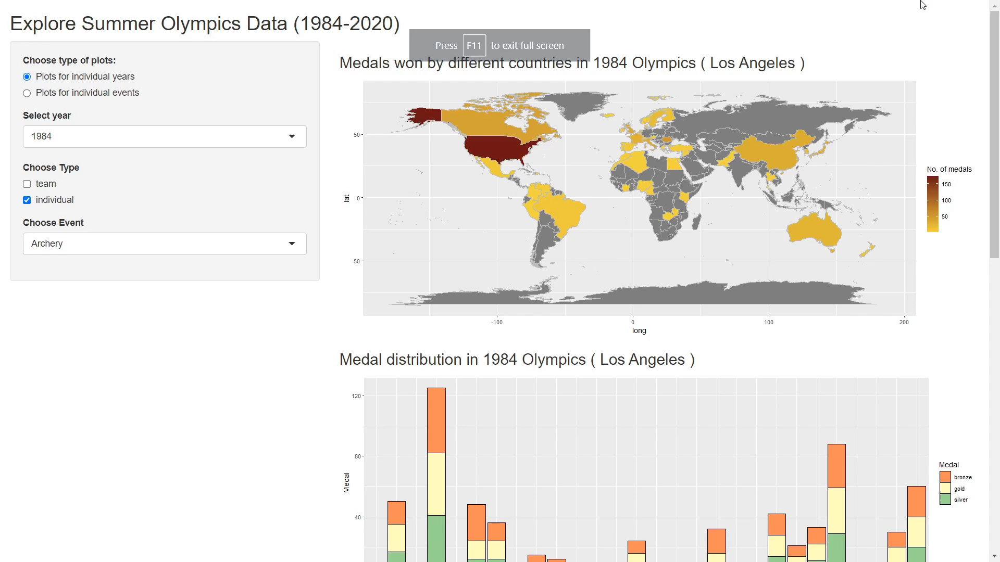 Explore Summer Olympics Data (1984-2020)
Press F11 to exit full screen
Choose type of plots:
Plots for individual years
Plots for individual events
Select year
1984
Choose Type
team
individual
Choose Event
Archery
Medals won by different countries in 1984 Olympics ( Los Angeles )
lat
50
0
-50
-100
0
100
200
long
No. of medals
150
100
50
Medal distribution in 1984 Olympics ( Los Angeles )
Medal
120
80
40
Medal
bronze
gold
silver